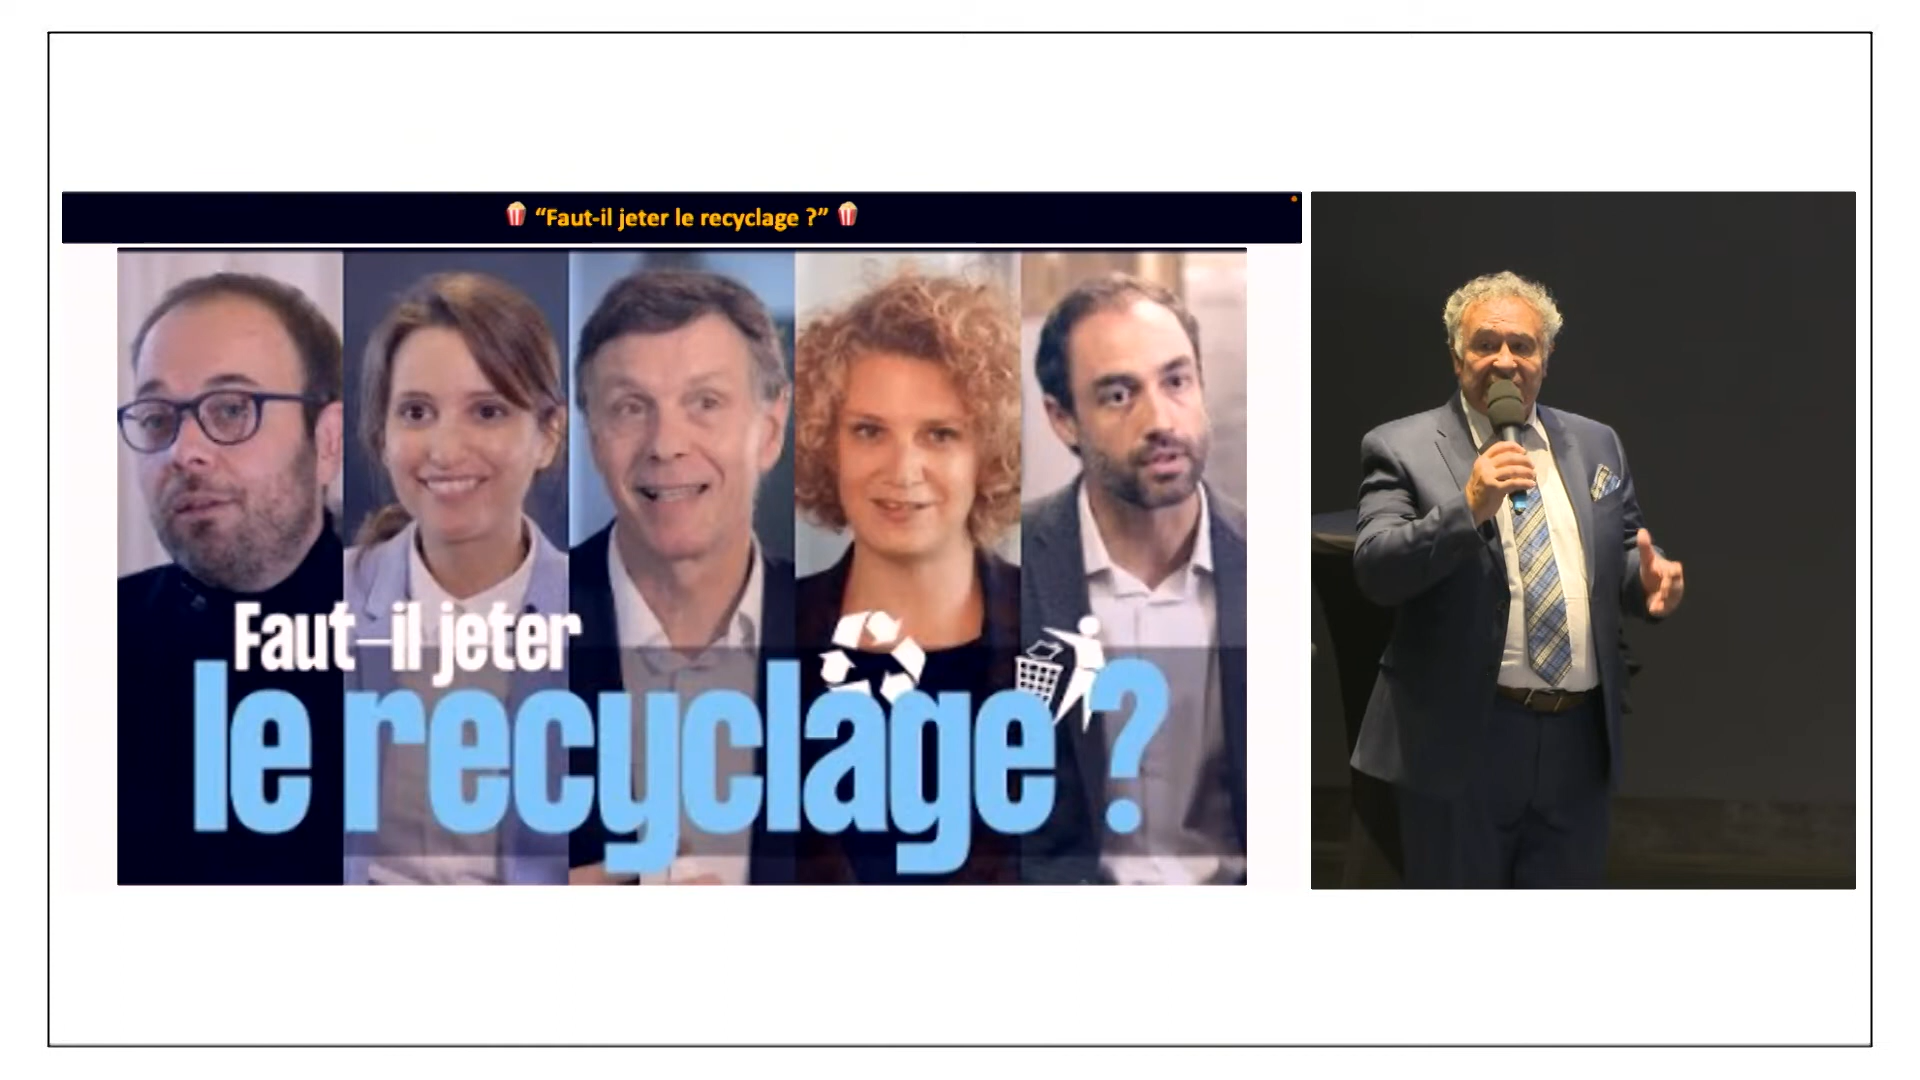 “Faut-il jeter le recyclage ?”
Faut-il jeter
le recyclage ?